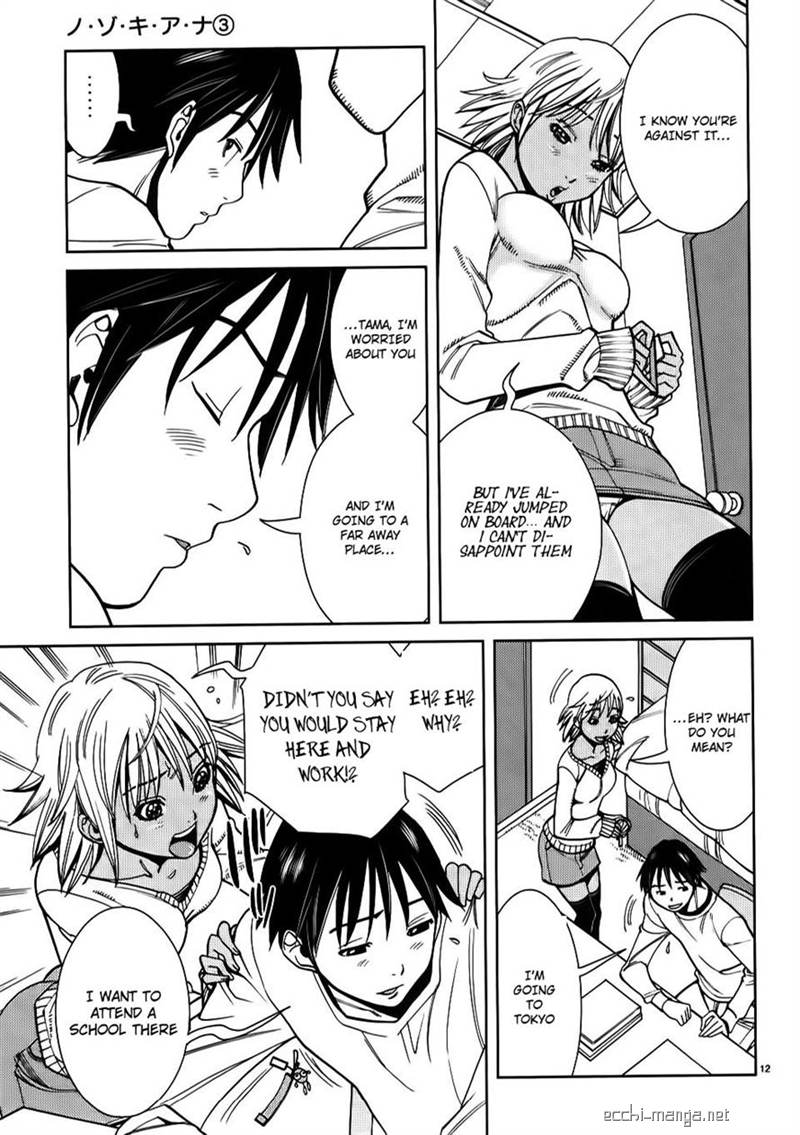 ノ・ゾ・キ・ア・ナ③
I KNOW YOU'RE
AGAINST IT...
BUT I'VE AL-
READY JUMPED
ON BOARD... AND
I CAN'T DI-
SAPPOINT THEM
......
...TAMA, I'M
WORRIED
ABOUT YOU
AND I'M
GOING TO A
FAR AWAY
PLACE...
...EH? WHAT
DO YOU
MEAN?
I'M
GOING
TO
TOKYO
EH? EH?
WHY?
DIDN'T YOU SAY
YOU WOULD STAY
HERE AND
WORK!?
I WANT TO
ATTEND A
SCHOOL THERE
12
ecchi-manga.net